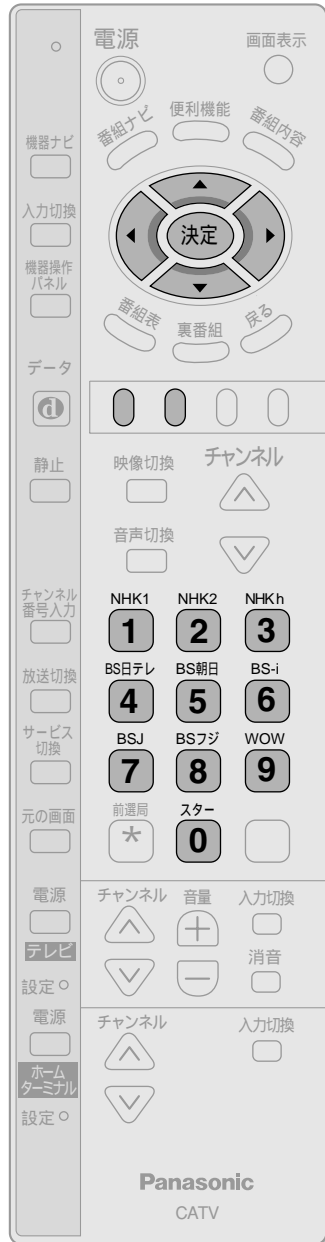 電源 画面表示
番組ナビ 便利機能 番組内容
機器ナビ
入力切換
決定
機器操作
パネル
番組表 裏番組 戻る
データ
d
静止 映像切換 チャンネル
音声切換
チャンネル
番号入力
NHK1 NHK2 NHKh
1 2 3
放送切換
BS日テレ BS朝日 BS-i
4 5 6
サービス
切換
BSJ BSフジ WOW
7 8 9
元の画面
前選局 スター
* 0
電源 チャンネル 音量 入力切換
テレビ
消音
設定
電源 チャンネル 入力切換
ホーム
ターミナル
設定
Panasonic
CATV